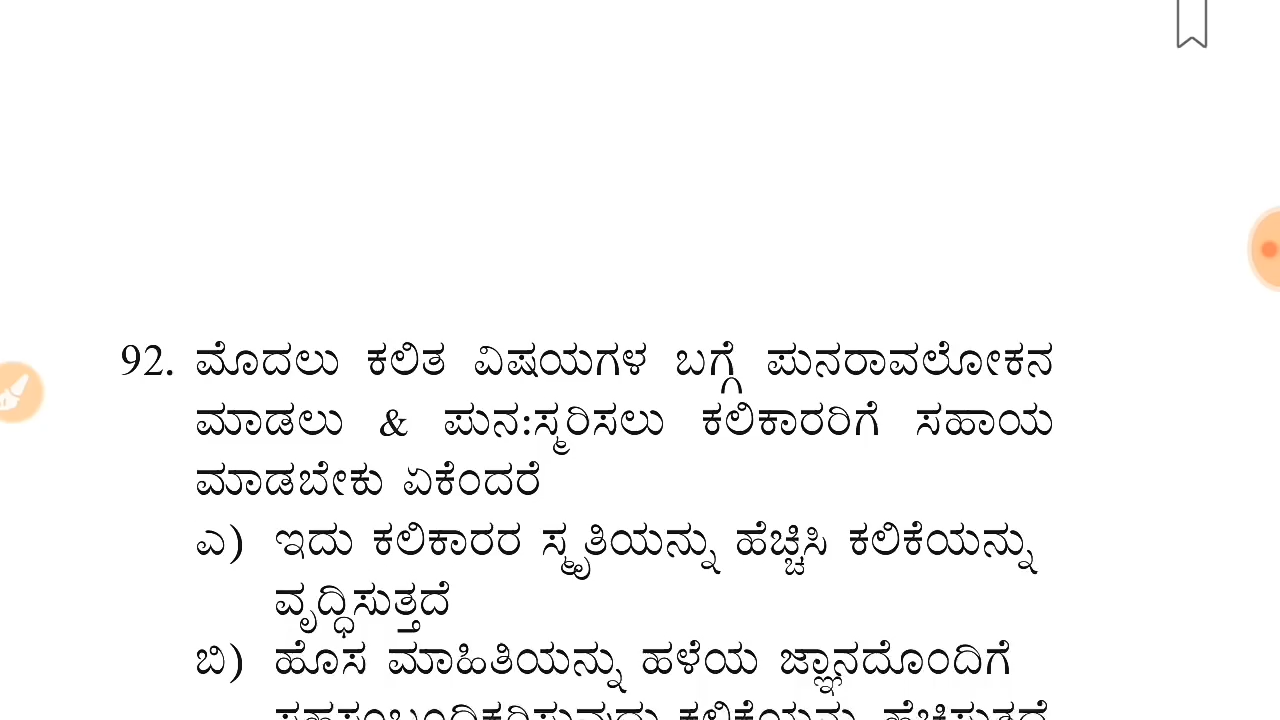 92. ಮೊದಲು ಕಲಿತ ವಿಷಯಗಳ ಬಗ್ಗೆ ಪುನರಾವಲೋಕನ
ಮಾಡಲು & ಪುನ:ಸ್ಮರಿಸಲು ಕಲಿಕಾರರಿಗೆ ಸಹಾಯ
ಮಾಡಬೇಕು ಏಕೆಂದರೆ
ಎ) ಇದು ಕಲಿಕಾರರ ಸ್ಮೃತಿಯನ್ನು ಹೆಚ್ಚಿಸಿ ಕಲಿಕೆಯನ್ನು
ವೃದ್ಧಿಸುತ್ತದೆ
ಬಿ) ಹೊಸ ಮಾಹಿತಿಯನ್ನು ಹಳೆಯ ಜ್ಞಾನದೊಂದಿಗೆ